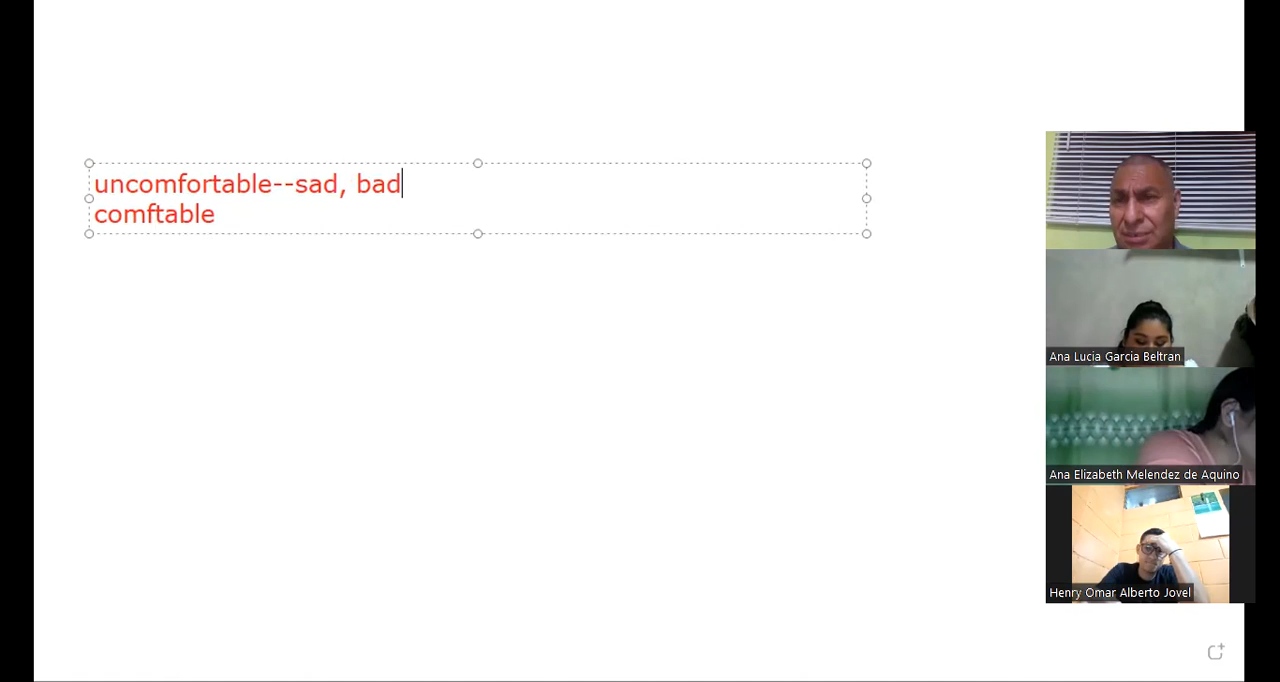 uncomfortable--sad, bad
comftable
Ana Lucia Garcia Beltran
Ana Elizabeth Melendez de Aquino
Henry Omar Alberto Jovel